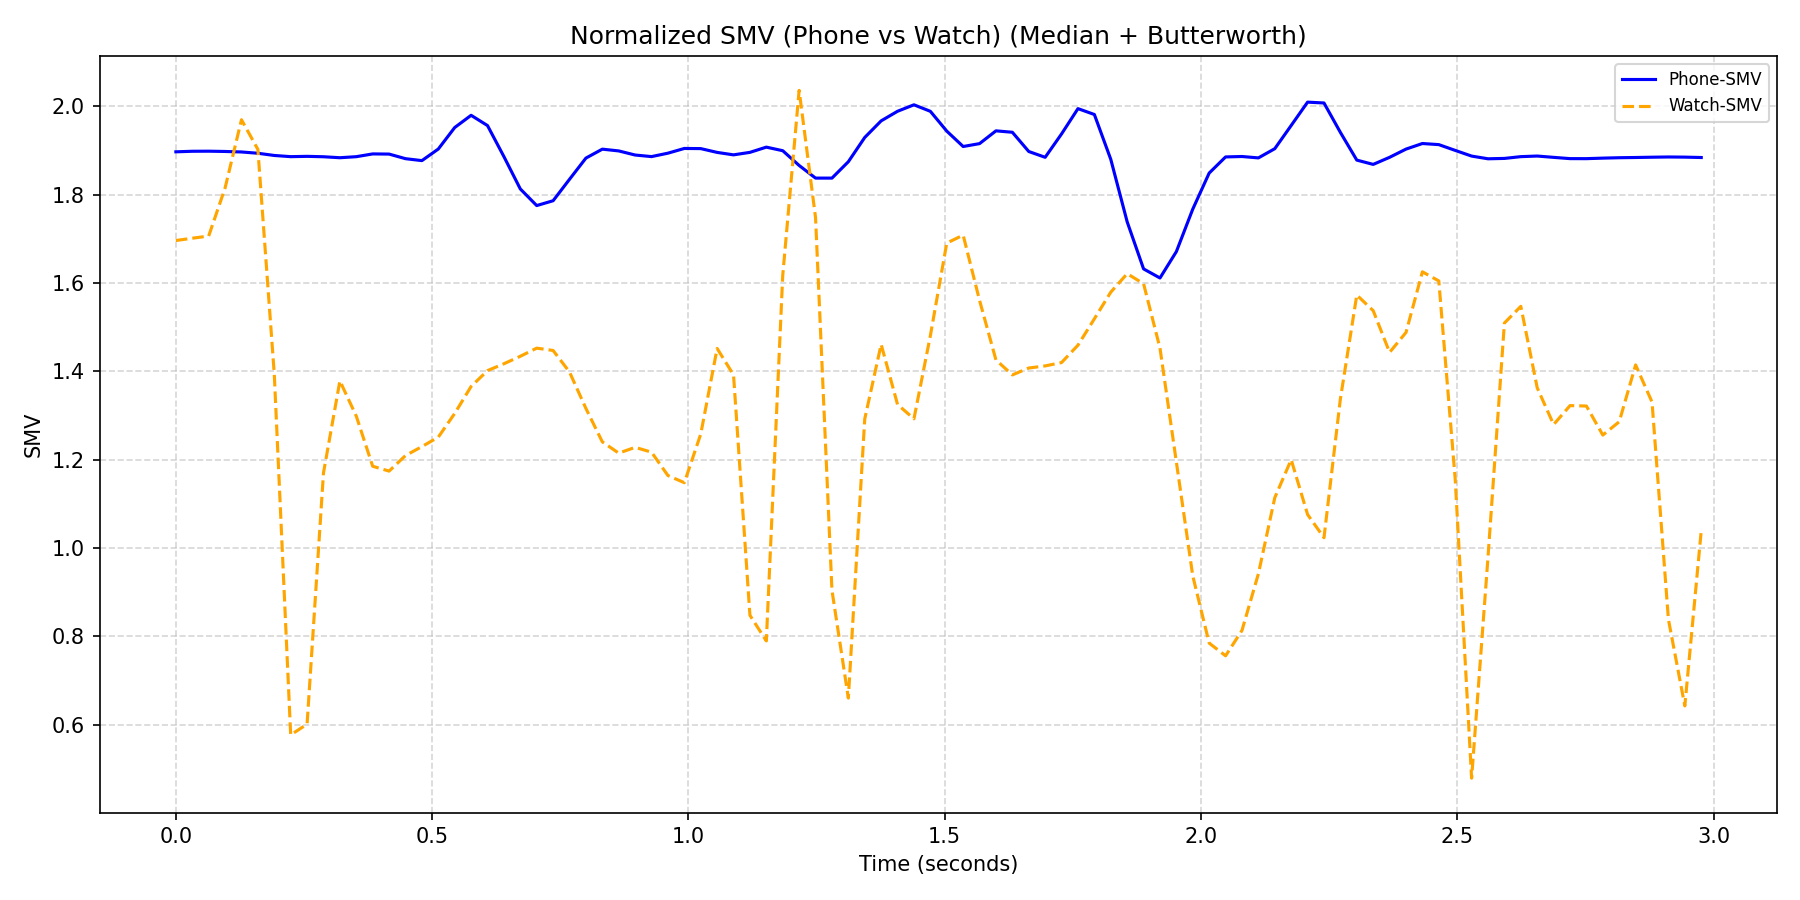 Normalized SMV (Phone vs Watch) (Median + Butterworth)
Phone-SMV
Watch-SMV
SMV
2.0
1.8
1.6
1.4
1.2
1.0
0.8
0.6
0.0 0.5 1.0 1.5 2.0 2.5 3.0
Time (seconds)